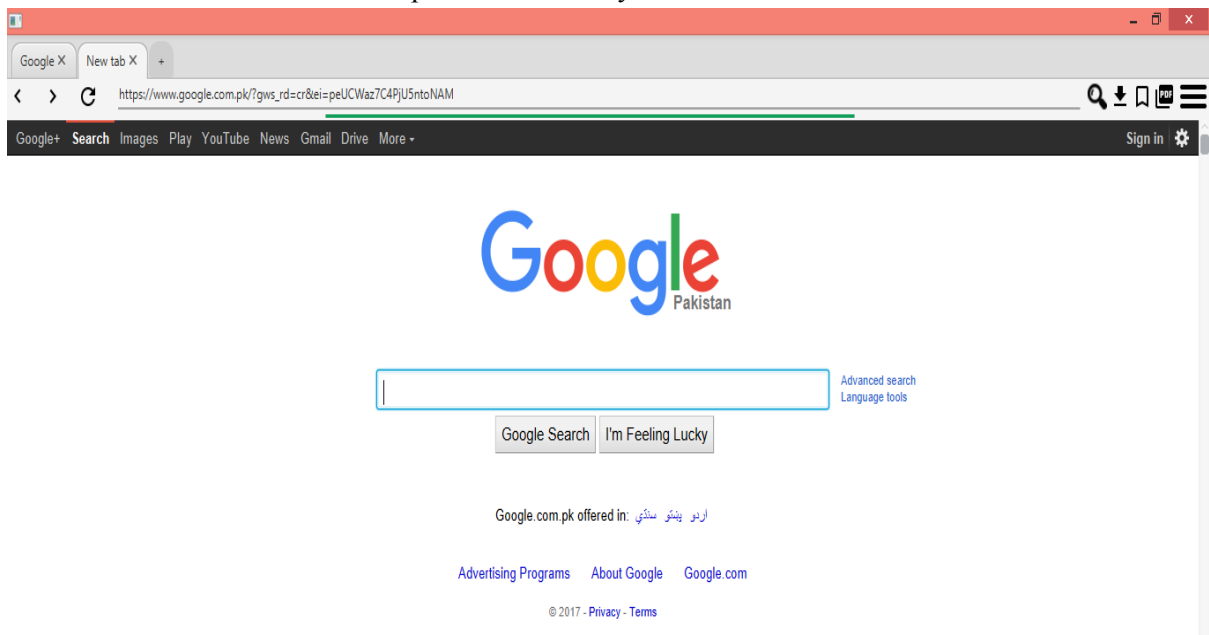 Google X New tab X +
https://www.google.com.pk/?gws_rd=cr&ei=peUCWaz7C4PjU5ntoNAM
PDF
Google+ Search Images Play YouTube News Gmail Drive More Sign in
Google
Pakistan
Advanced search
Language tools
Google Search I'm Feeling Lucky
Google.com.pk offered in: اردو پښتو سنڌي
Advertising Programs About Google Google.com
© 2017 - Privacy - Terms